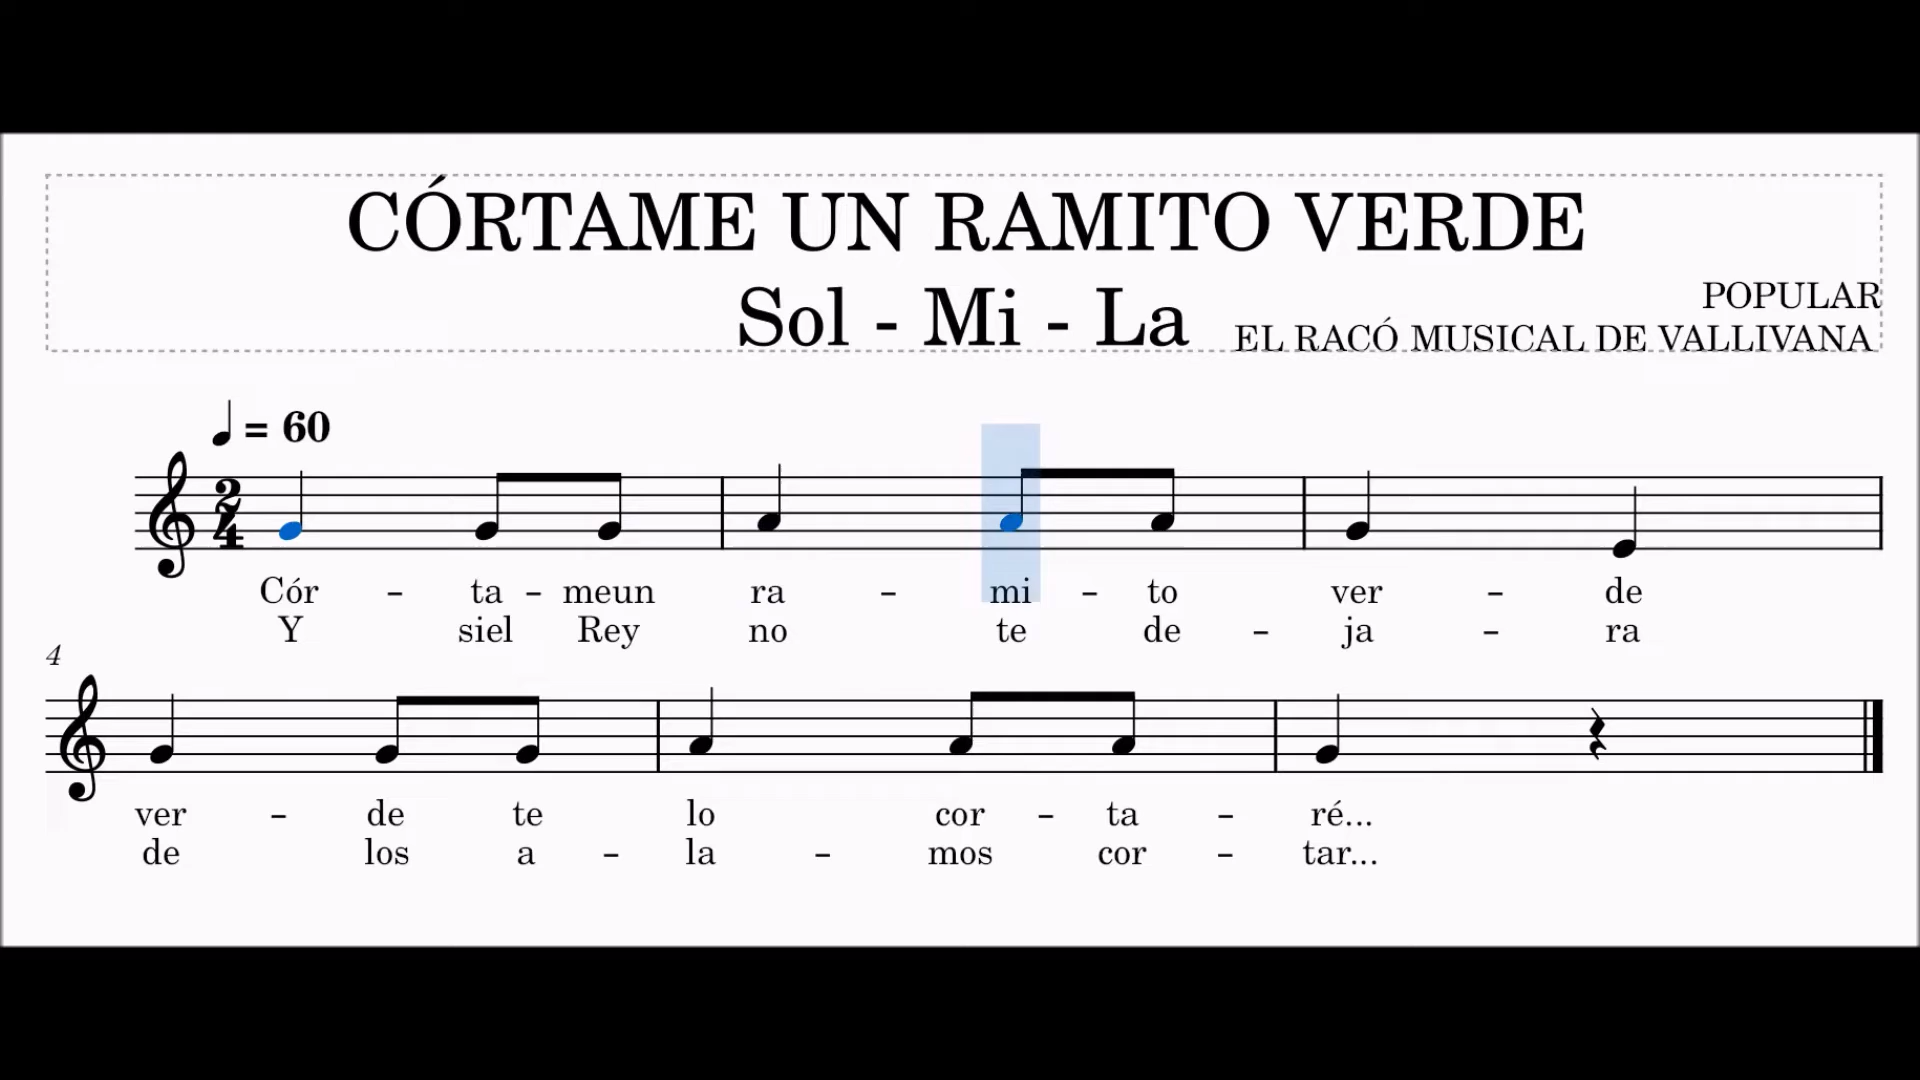 CÓRTAME UN RAMITO VERDE
Sol - Mi - La
POPULAR
EL RACÓ MUSICAL DE VALLIVANA
= 60
2
4
Cór - ta - meun ra - mi - to ver - de
Y siel Rey no te de - ja - ra
4
ver - de te lo cor - ta - ré...
de los a - la - mos cor - tar...